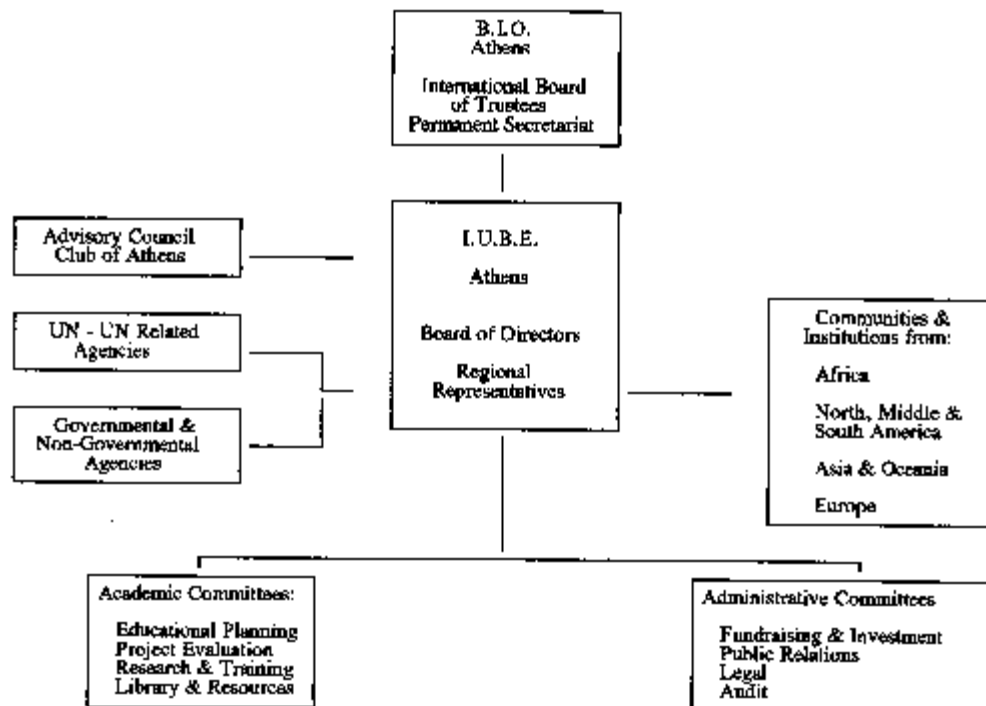 B.I.O.
Athens
International Board
of Trustees
Permanent Secretariat
Advisory Council
Club of Athens
UN - UN Related
Agencies
Governmental &
Non-Governmental
Agencies
I.U.B.E.
Athens
Board of Directors
Regional
Representatives
Communities &
Institutions from:
Africa
North, Middle &
South America
Asia & Oceania
Europe
Academic Committees:
Educational Planning
Project Evaluation
Research & Training
Library & Resources
Administrative Committees
Fundraising & Investment
Public Relations
Legal
Audit